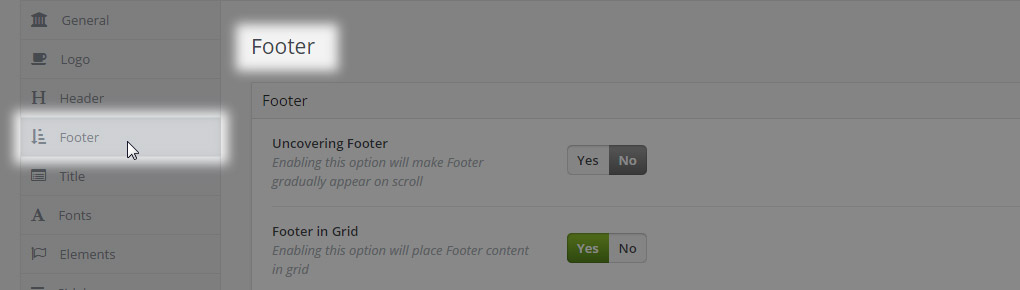 General
Logo
Header
Footer
Title
Fonts
Elements
Footer
Footer
Uncovering Footer
Enabling this option will make Footer
gradually appear on scroll
Yes No
Footer in Grid
Enabling this option will place Footer content
in grid
Yes No